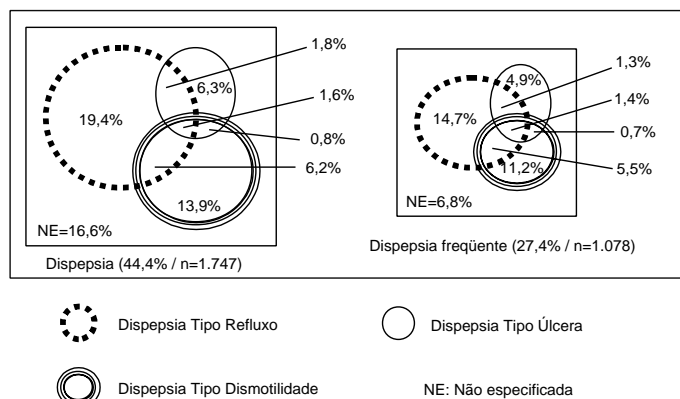 1,8%
6,3%
1,6%
19,4%
0,8%
6,2%
13,9%
NE=16,6%
Dispepsia (44,4% / n=1.747)
4,9%
1,3%
1,4%
14,7%
0,7%
5,5%
11,2%
NE=6,8%
Dispepsia freqüente (27,4% / n=1.078)
Dispepsia Tipo Refluxo
Dispepsia Tipo Úlcera
Dispepsia Tipo Dismotilidade
NE: Não especificada